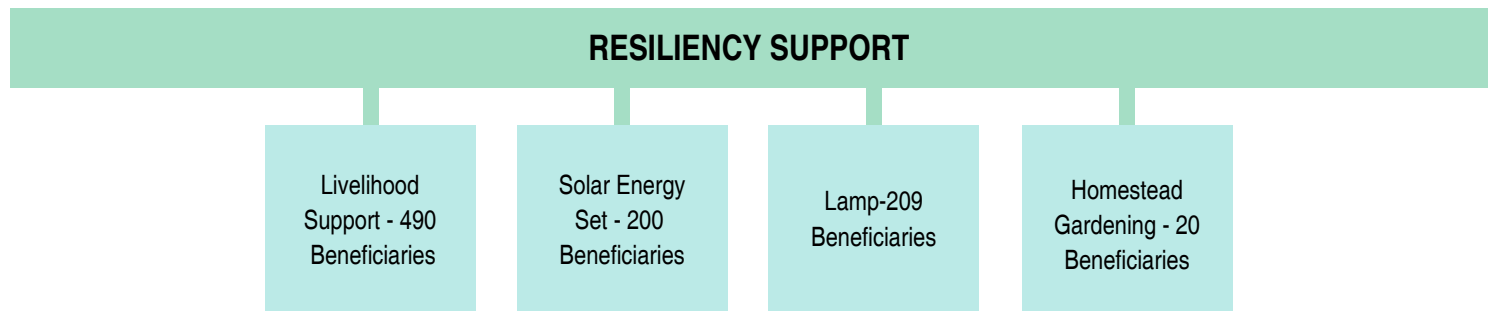 RESILIENCY SUPPORT
Livelihood
Support - 490
Beneficiaries
Solar Energy
Set - 200
Beneficiaries
Lamp-209
Beneficiaries
Homestead
Gardening - 20
Beneficiaries